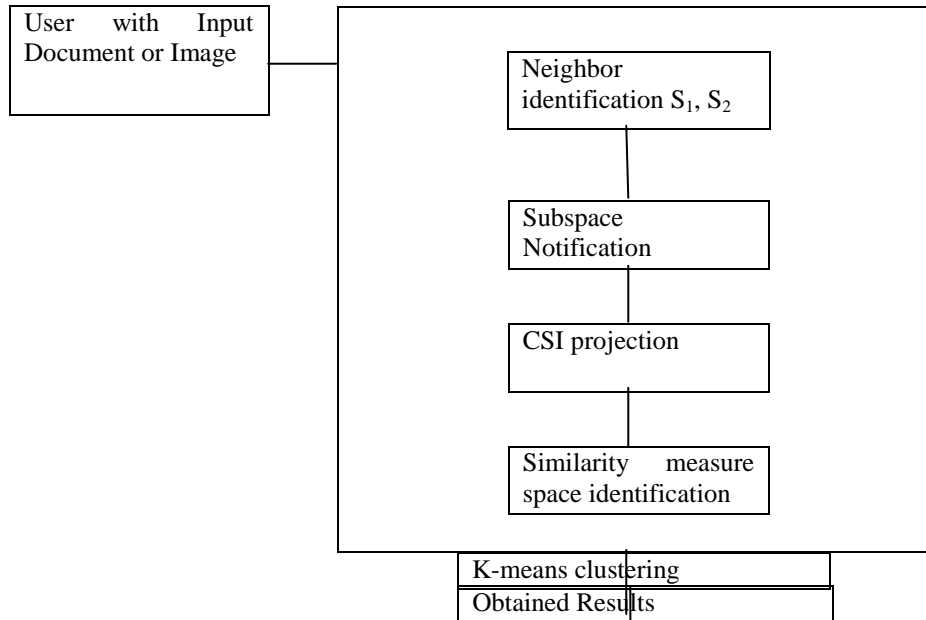 User with Input
Document or Image
Neighbor
identification S₁, S₂
Subspace
Notification
CSI projection
Similarity measure
space identification
K-means clustering
Obtained Results